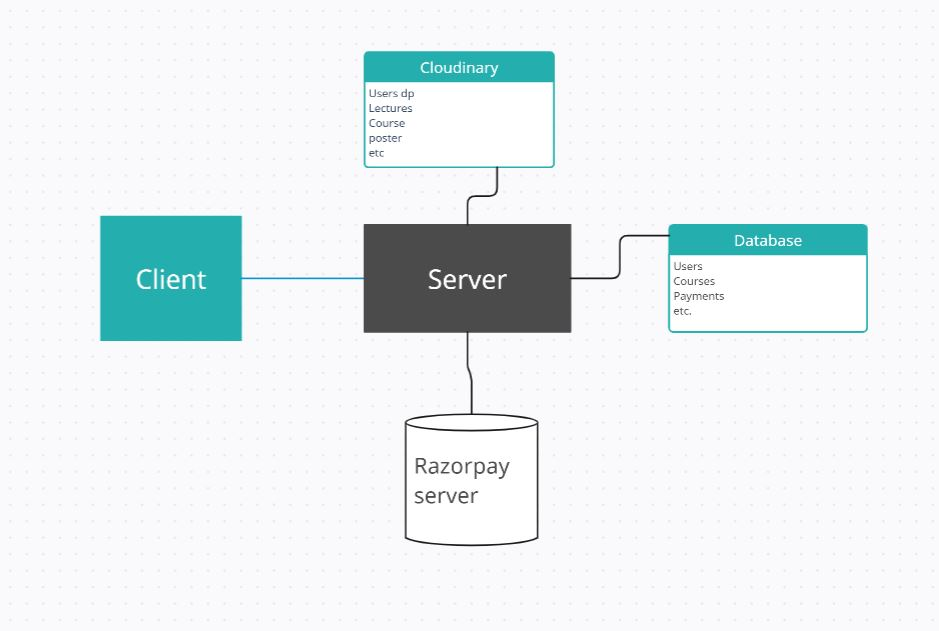 Cloudinary
Users dp
Lectures
Course
poster
etc
Client
Server
Database
Users
Courses
Payments
etc.
Razorpay
server